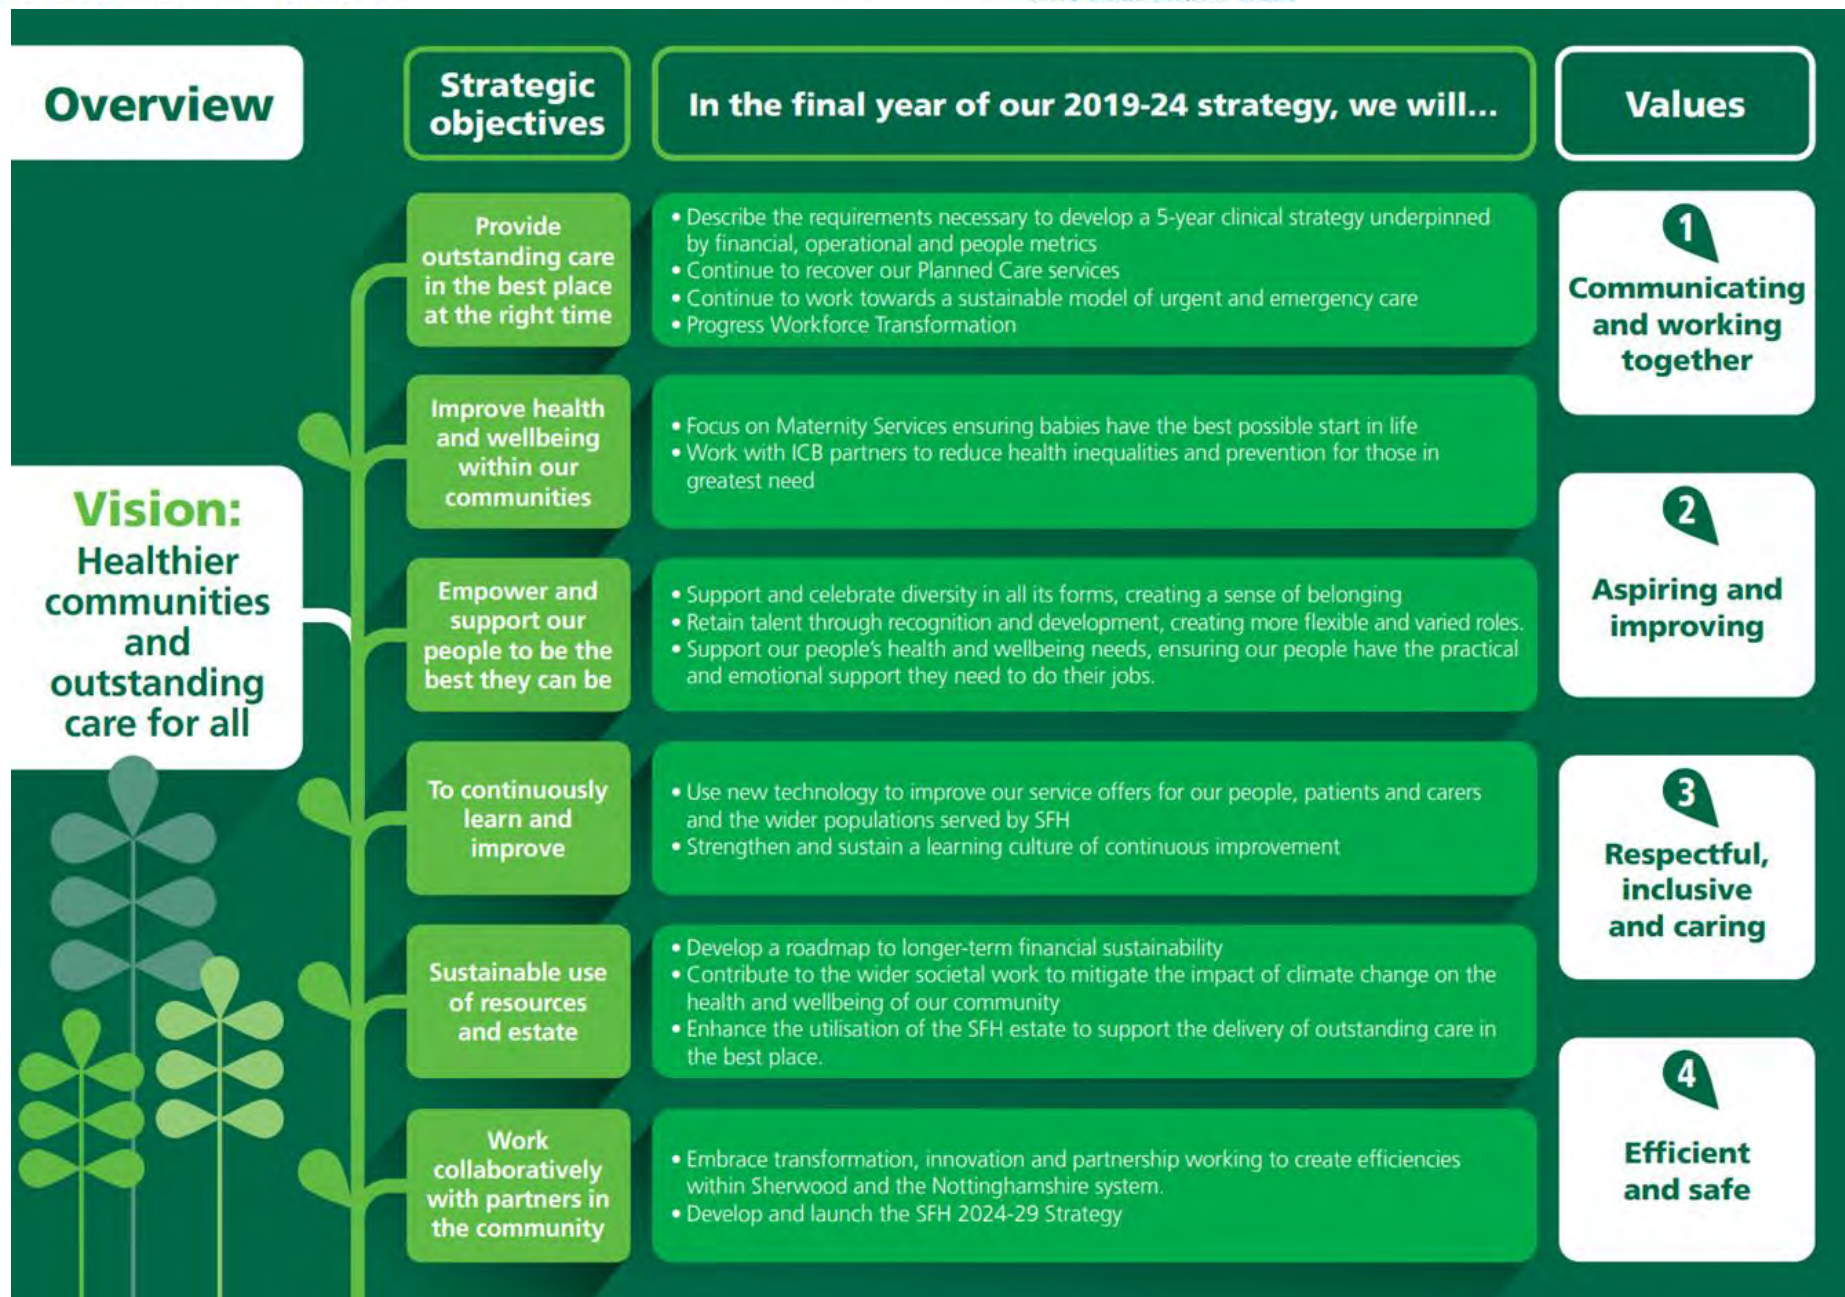 Overview
Strategic
objectives
In the final year of our 2019-24 strategy, we will...
Values
Vision:
Healthier
communities
and
outstanding
care for all
Provide
outstanding care
in the best place
at the right time
• Describe the requirements necessary to develop a 5-year clinical strategy underpinned
by financial, operational and people metrics
• Continue to recover our Planned Care services
• Continue to work towards a sustainable model of urgent and emergency care
• Progress Workforce Transformation
Improve health
and wellbeing
within our
communities
• Focus on Maternity Services ensuring babies have the best possible start in life
• Work with ICB partners to reduce health inequalities and prevention for those in
greatest need
Empower and
support our
people to be the
best they can be
• Support and celebrate diversity in all its forms, creating a sense of belonging
• Retain talent through recognition and development, creating more flexible and varied roles.
• Support our people's health and wellbeing needs, ensuring our people have the practical
and emotional support they need to do their jobs.
To continuously
learn and
improve
• Use new technology to improve our service offers for our people, patients and carers
and the wider populations served by SFH
• Strengthen and sustain a learning culture of continuous improvement
Sustainable use
of resources
and estate
• Develop a roadmap to longer-term financial sustainability
• Contribute to the wider societal work to mitigate the impact of climate change on the
health and wellbeing of our community
• Enhance the utilisation of the SFH estate to support the delivery of outstanding care in
the best place.
Work
collaboratively
with partners in
the community
• Embrace transformation, innovation and partnership working to create efficiencies
within Sherwood and the Nottinghamshire system.
• Develop and launch the SFH 2024-29 Strategy
1
Communicating
and working
together
2
Aspiring and
improving
3
Respectful,
inclusive
and caring
4
Efficient
and safe